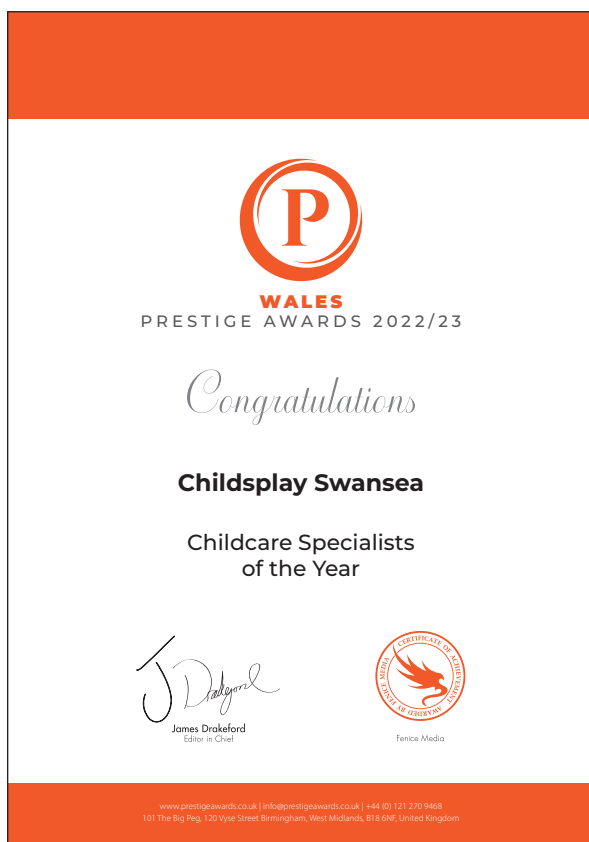 P
WALES
PRESTIGE AWARDS 2022/23
Congratulations
Childsplay Swansea
Childcare Specialists
of the Year
J Drakeford
James Drakeford
Editor in Chief
CERTIFICATE OF ACHIEVEMENT
AWARDED BY FENICE MEDIA
Fenice Media
www.prestigeawards.co.uk | info@prestigeawards.co.uk | +44 (0) 121 270 9468
101 The Big Peg, 120 Vyse Street Birmingham, West Midlands, B18 6NF, United Kingdom